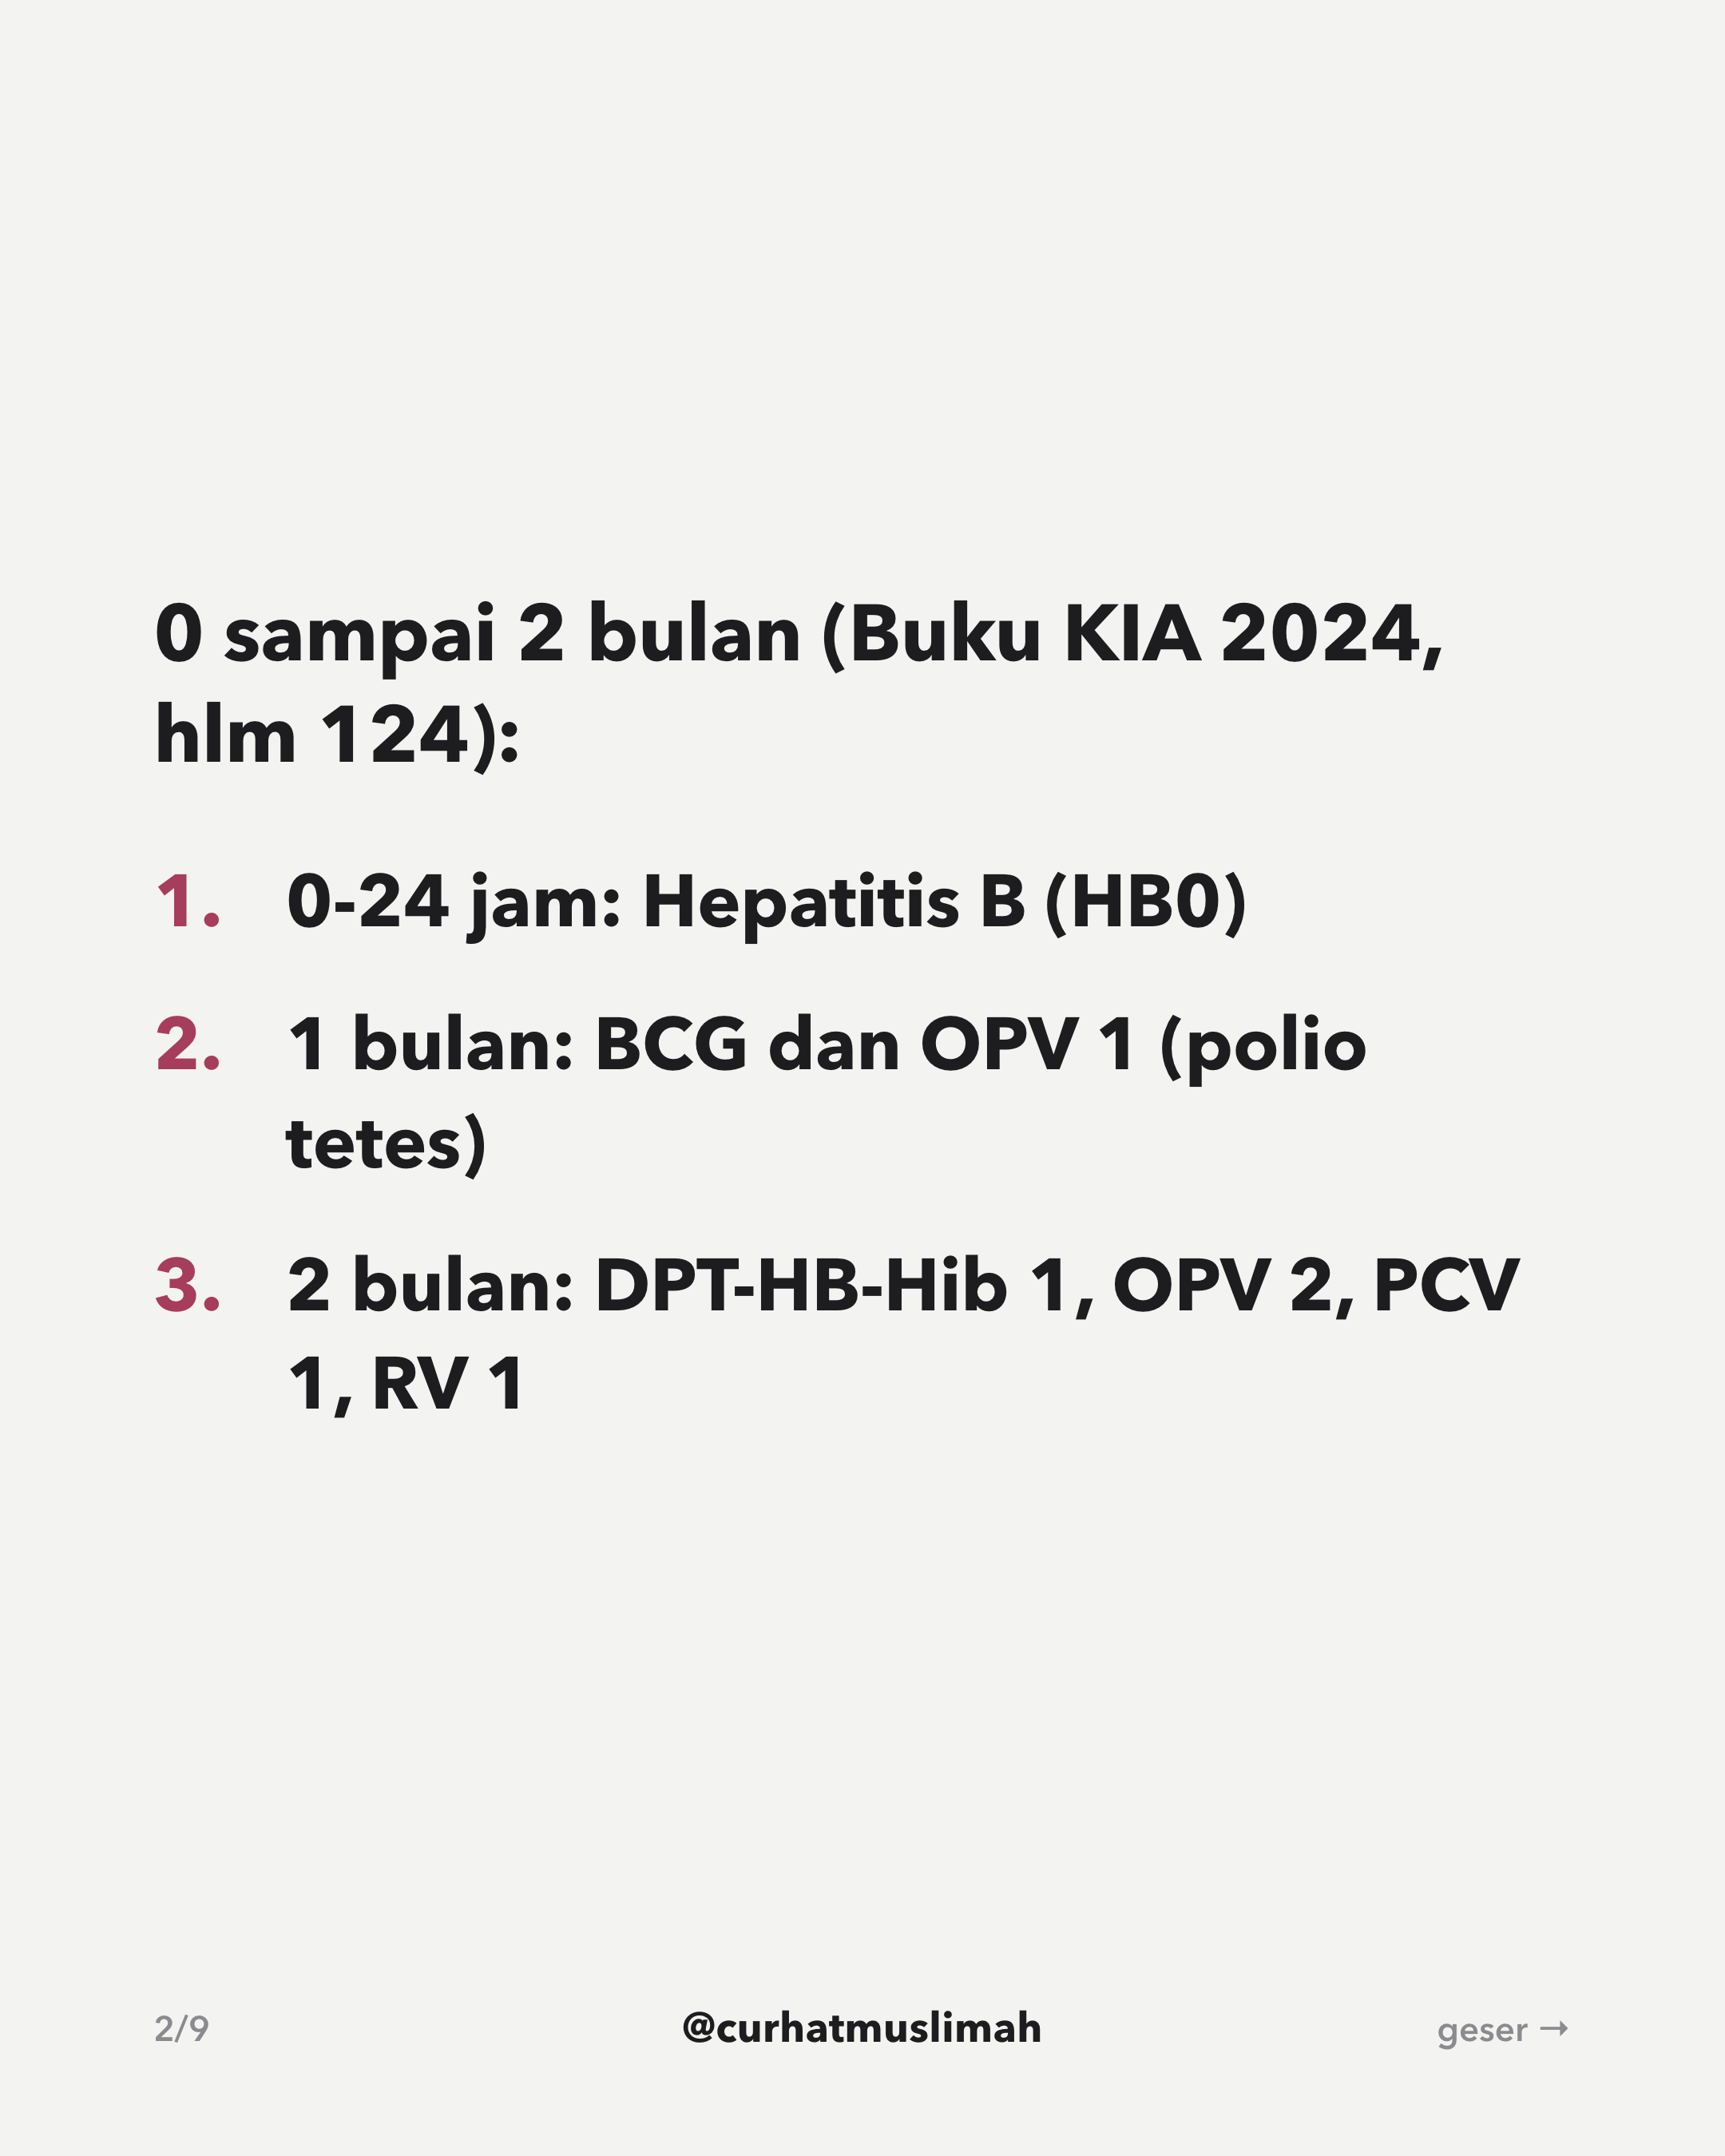 0 sampai 2 bulan (Buku KIA 2024,
hlm 124):
1. 0-24 jam: Hepatitis B (HB0)
2. 1 bulan: BCG dan OPV 1 (polio
tetes)
3. 2 bulan: DPT-HB-Hib 1, OPV 2, PCV
1, RV 1
2/9 @curhatmuslimah geser →